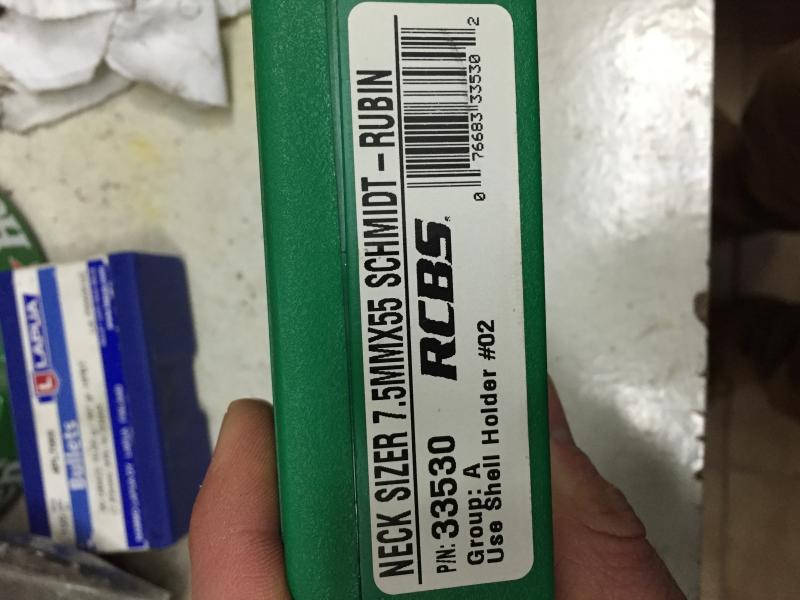 NECK SIZER 7.5MMX55 SCHMIDT-RUBIN
P/N: 33530
RCBS
Group: A
Use Shell Holder #02
0 76683 33530 2
L LAPUA
Bullets